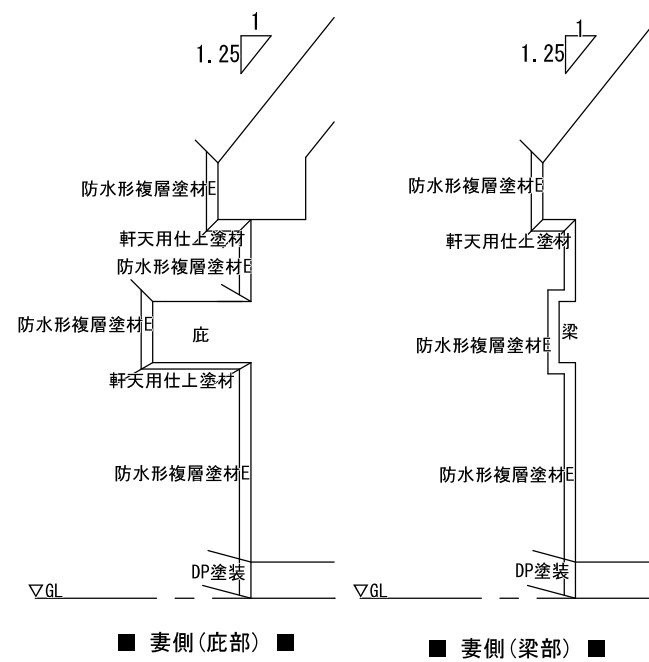 1
1.25
防水形複層塗材E
軒天用仕上塗材
防水形複層塗材E
防水形複層塗材E
庇
軒天用仕上塗材
防水形複層塗材E
DP塗装
▽GL
■ 妻側(庇部) ■
1
1.25
防水形複層塗材E
軒天用仕上塗材
梁
防水形複層塗材E
防水形複層塗材E
DP塗装
▽GL
■ 妻側(梁部) ■